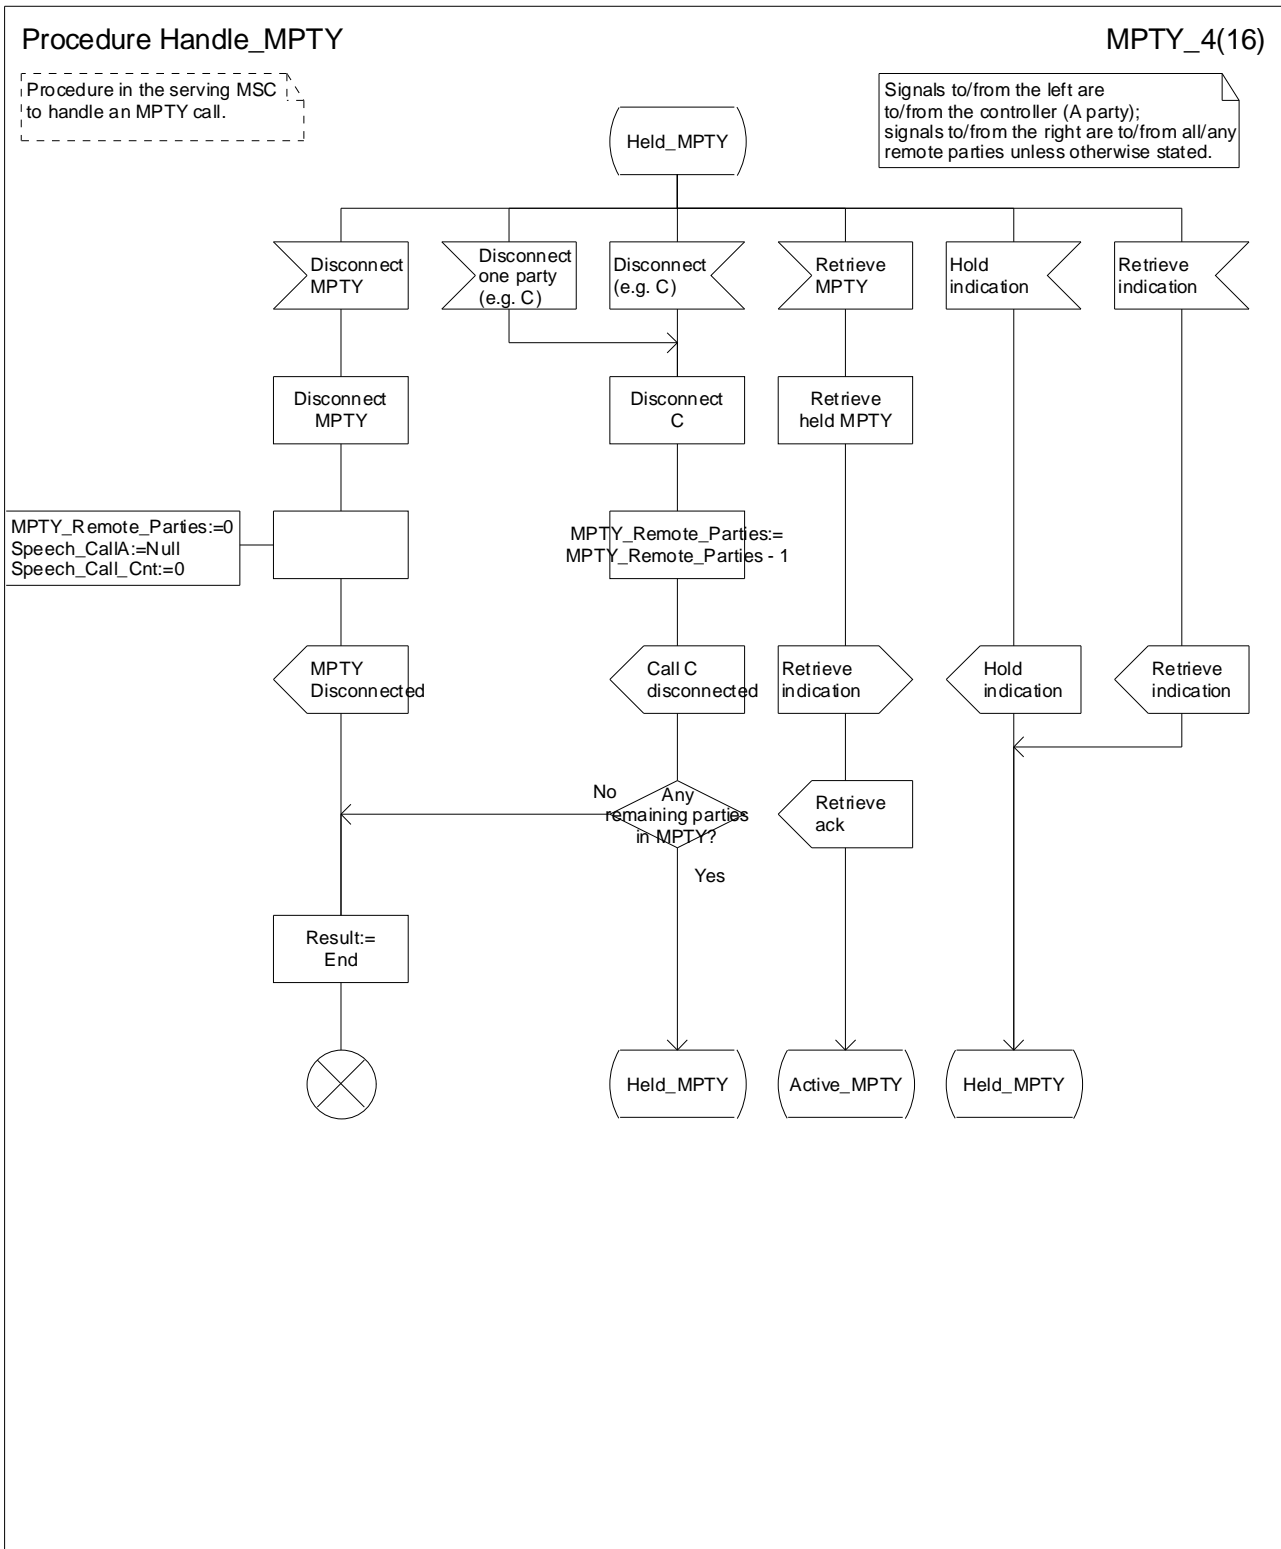 Procedure Handle_MPTY
MPTY_4(16)
Procedure in the serving MSC
to handle an MPTY call.
Signals to/from the left are
to/from the controller (A party);
signals to/from the right are to/from all/any
remote parties unless otherwise stated.
Held_MPTY
Disconnect
MPTY
Disconnect
one party
(e.g. C)
Disconnect
(e.g. C)
Retrieve
MPTY
Hold
indication
Retrieve
indication
Disconnect
MPTY
Disconnect
C
Retrieve
held MPTY
MPTY_Remote_Parties:=0
Speech_CallA:=Null
Speech_Call_Cnt:=0
MPTY_Remote_Parties:=
MPTY_Remote_Parties - 1
MPTY
Disconnected
Call C
disconnected
Retrieve
indication
Hold
indication
Retrieve
indication
No
Any
remaining parties
in MPTY?
Yes
Retrieve
ack
Result:=
End
Held_MPTY
Active_MPTY
Held_MPTY